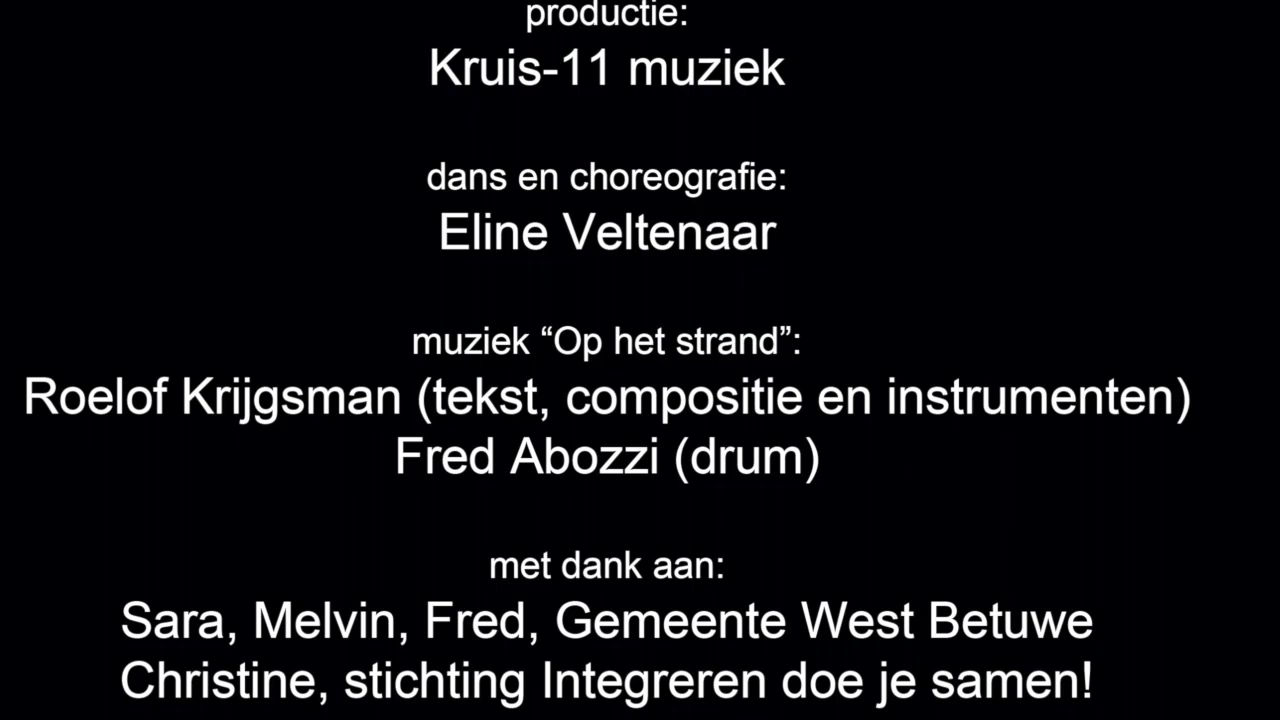 productie:
Kruis-11 muziek
dans en choreografie:
Eline Veltenaar
muziek “Op het strand”:
Roelof Krijgsman (tekst, compositie en instrumenten)
Fred Abozzi (drum)
met dank aan:
Sara, Melvin, Fred, Gemeente West Betuwe
Christine, stichting Integreren doe je samen!